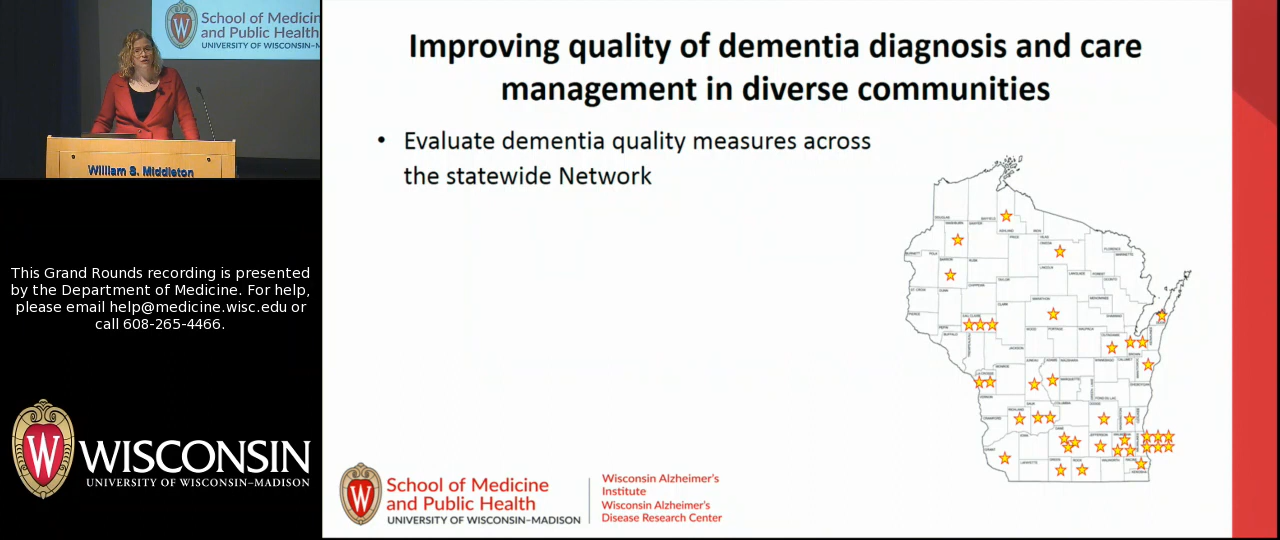 School of Medicin
and Public Health
UNIVERSITY OF WISCONSIN–M
William S. Middleton
This Grand Rounds recording is presented
by the Department of Medicine. For help,
please email help@medicine.wisc.edu or
call 608-265-4466.
W
WISCONSIN
UNIVERSITY OF WISCONSIN–MADISON
Improving quality of dementia diagnosis and care
management in diverse communities
• Evaluate dementia quality measures across
the statewide Network
W
School of Medicine
and Public Health
UNIVERSITY OF WISCONSIN–MADISON
Wisconsin Alzheimer's
Institute
Wisconsin Alzheimer's
Disease Research Center